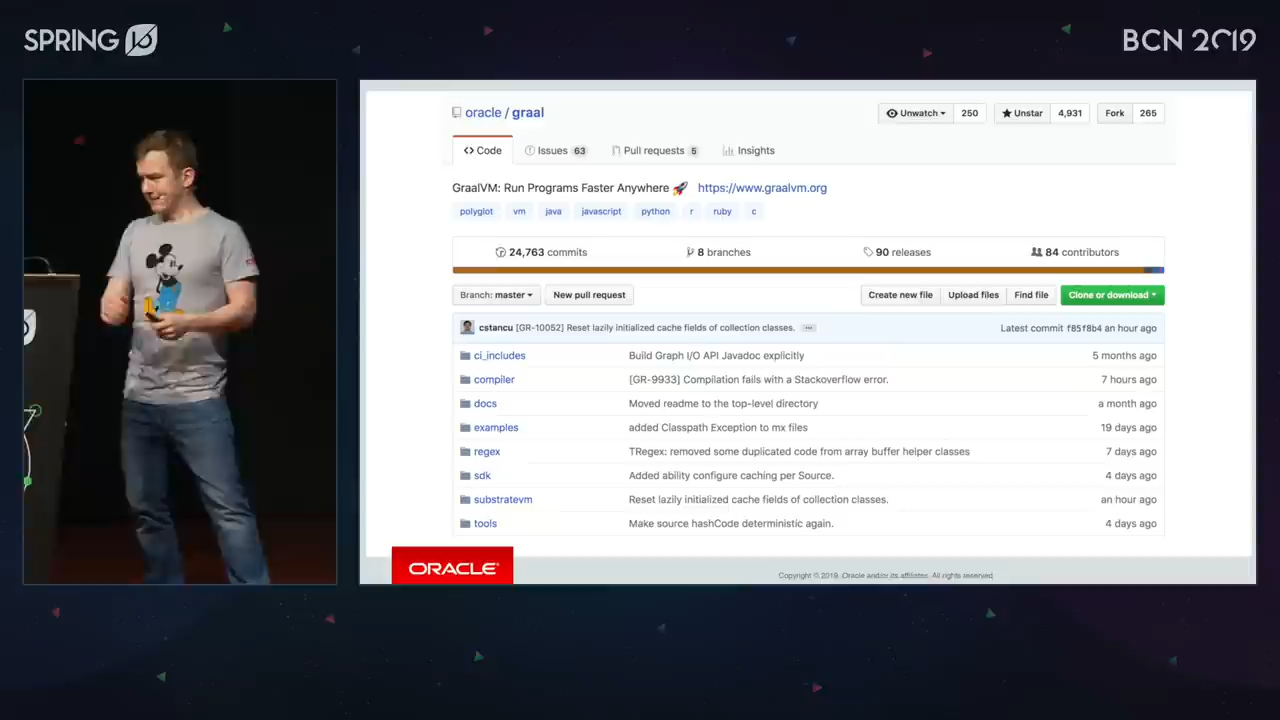 SPRING IO
BCN 2019
oracle / graal
Unwatch 250 Unstar 4,931 Fork 265
Code Issues 63 Pull requests 5 Insights
GraalVM: Run Programs Faster Anywhere 🚀 https://www.graalvm.org
polyglot vm java javascript python r ruby c
24,763 commits 8 branches 90 releases 84 contributors
Branch: master New pull request Create new file Upload files Find file Clone or download
cstancu [GR-10052] Reset lazily initialized cache fields of collection classes. ... Latest commit f85f8b4 an hour ago
ci_includes Build Graph I/O API Javadoc explicitly 5 months ago
compiler [GR-9933] Compilation fails with a Stackoverflow error. 7 hours ago
docs Moved readme to the top-level directory a month ago
examples added Classpath Exception to mx files 19 days ago
regex TRegex: removed some duplicated code from array buffer helper classes 7 days ago
sdk Added ability configure caching per Source. 4 days ago
substratevm Reset lazily initialized cache fields of collection classes. an hour ago
tools Make source hashCode deterministic again. 4 days ago
ORACLE
Copyright © 2019, Oracle and/or its affiliates. All rights reserved.